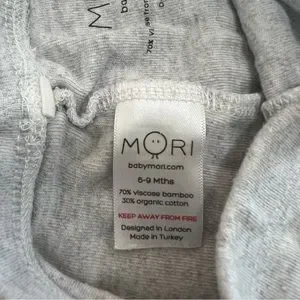 MORI
babymori.com
5-9 Mths
70% viscose bamboo
30% organic cotton
KEEP AWAY FROM FIRE
Designed in London
Made in Turkey